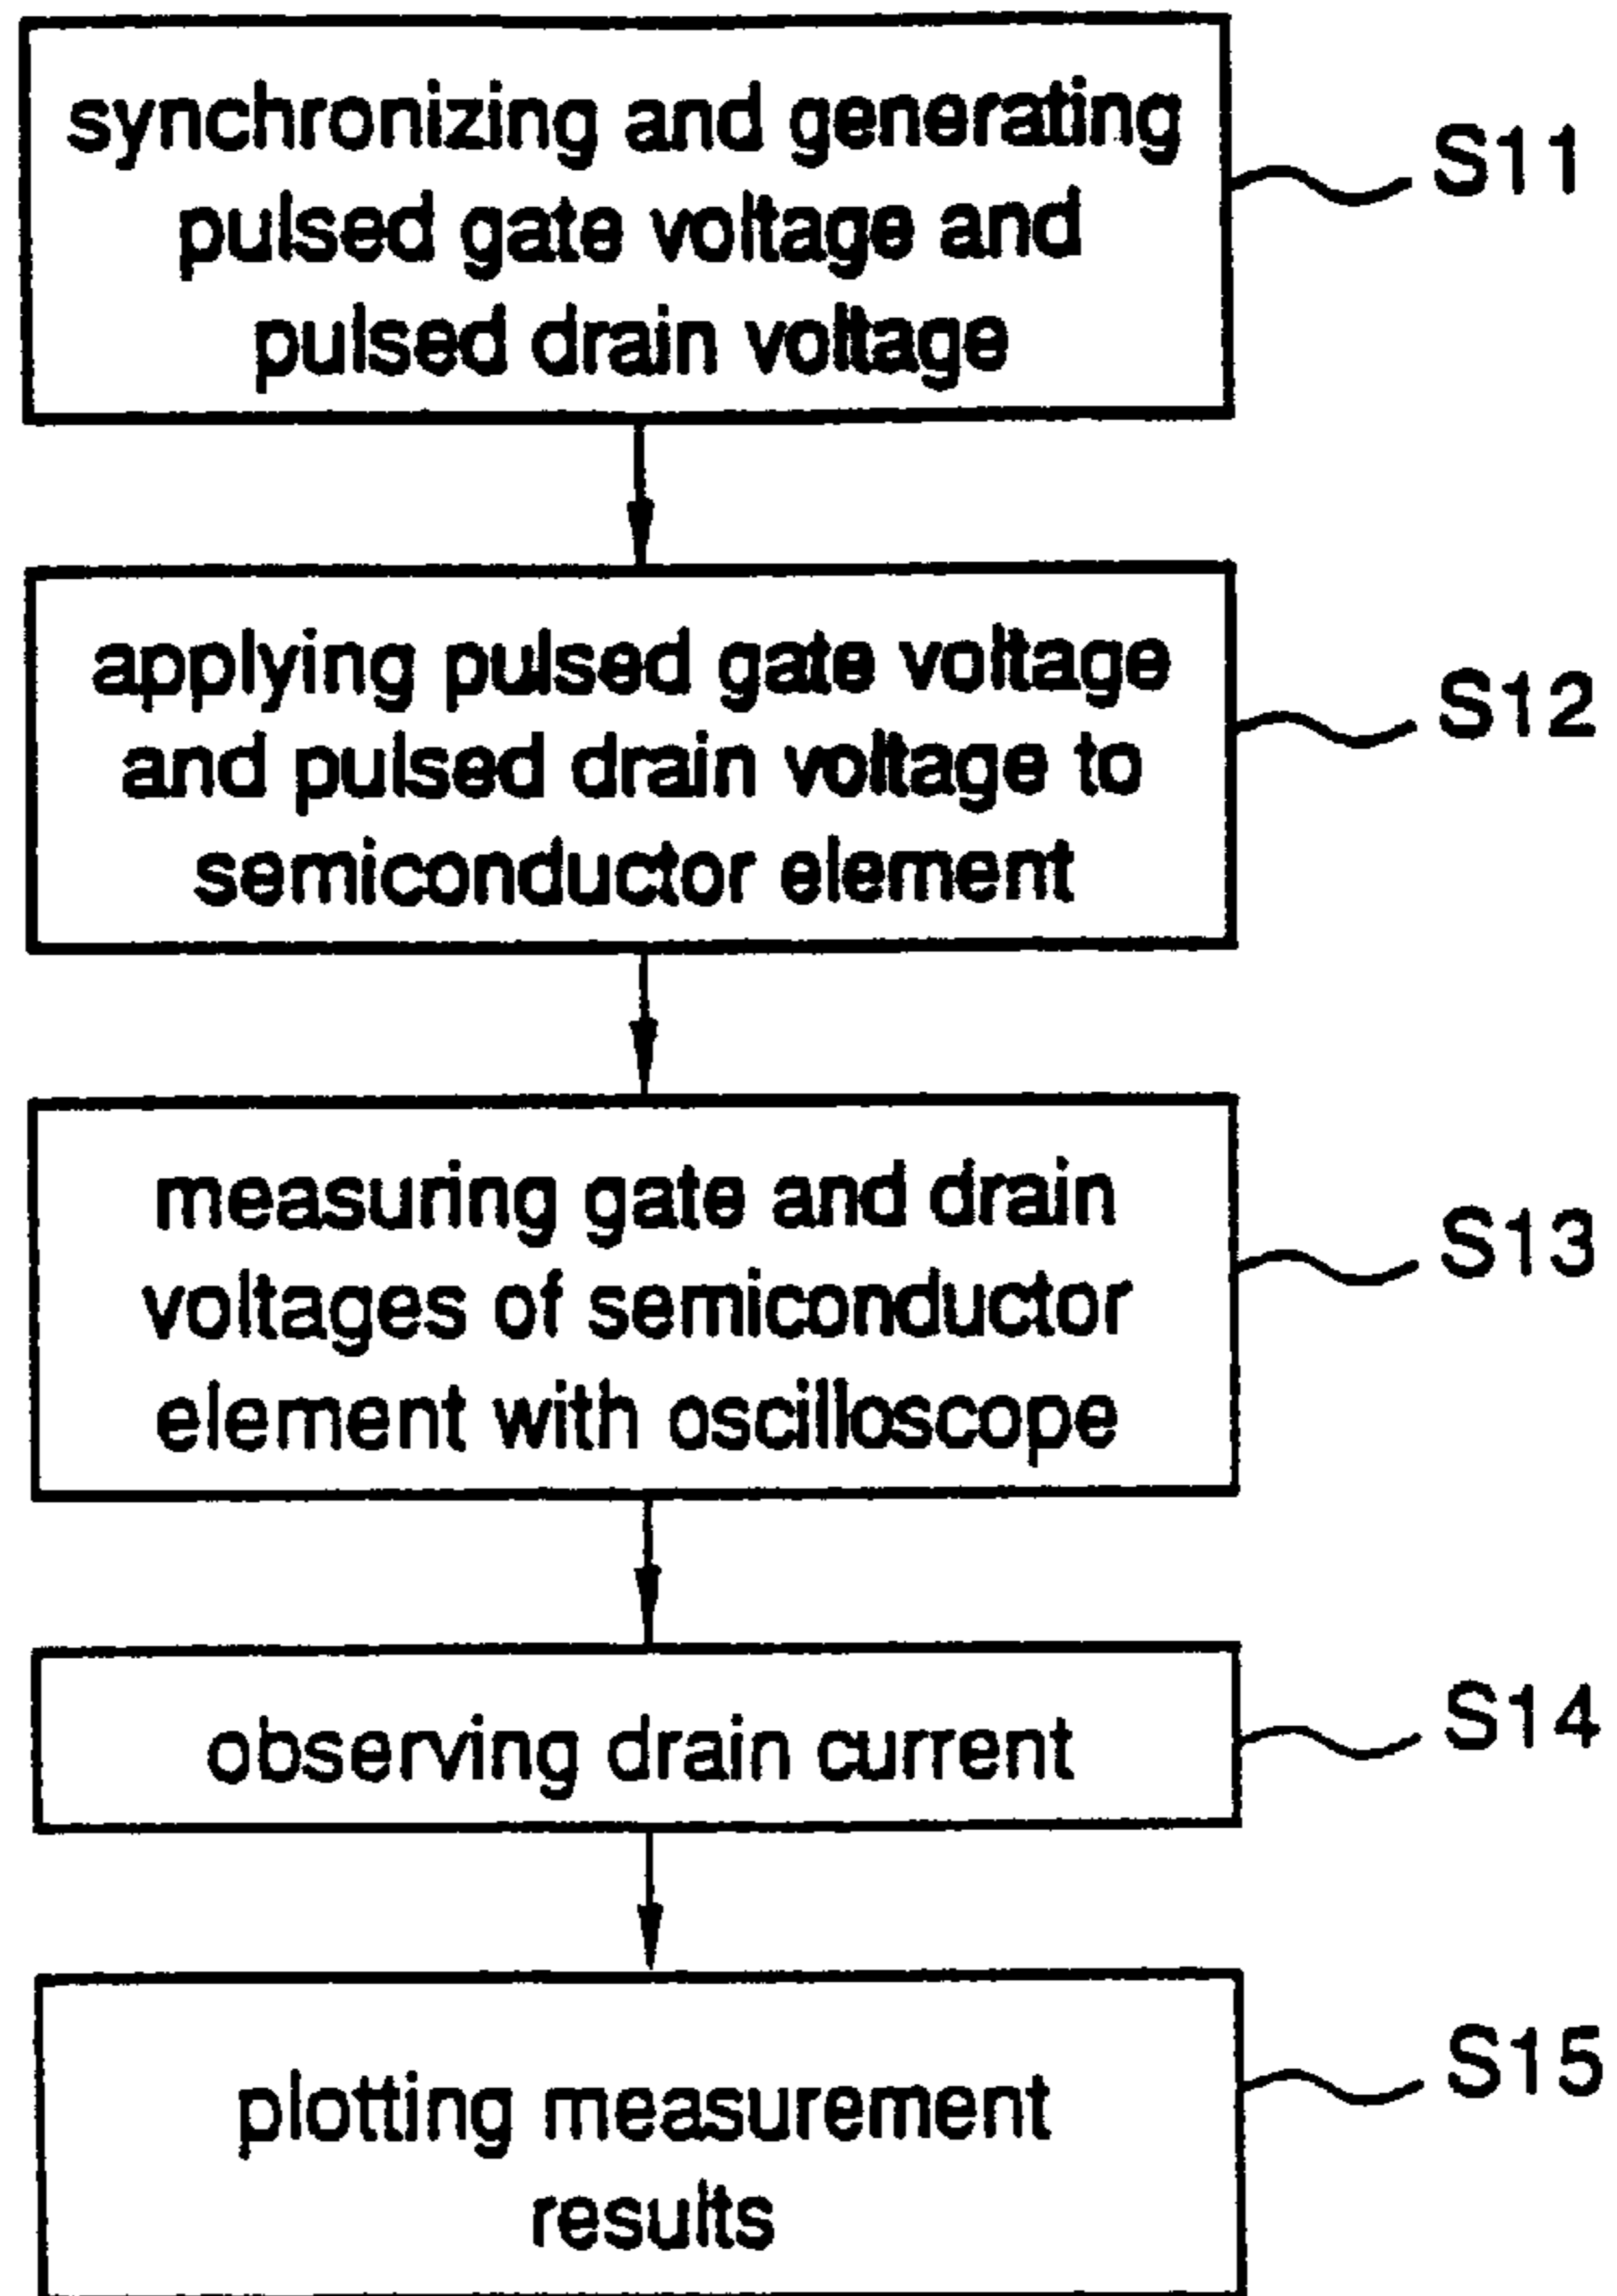 synchronizing and generating
pulsed gate voltage and
pulsed drain voltage
S11
applying pulsed gate voltage
and pulsed drain voltage to
semiconductor element
S12
measuring gate and drain
voltages of semiconductor
element with oscilloscope
S13
observing drain current
S14
plotting measurement
results
S15